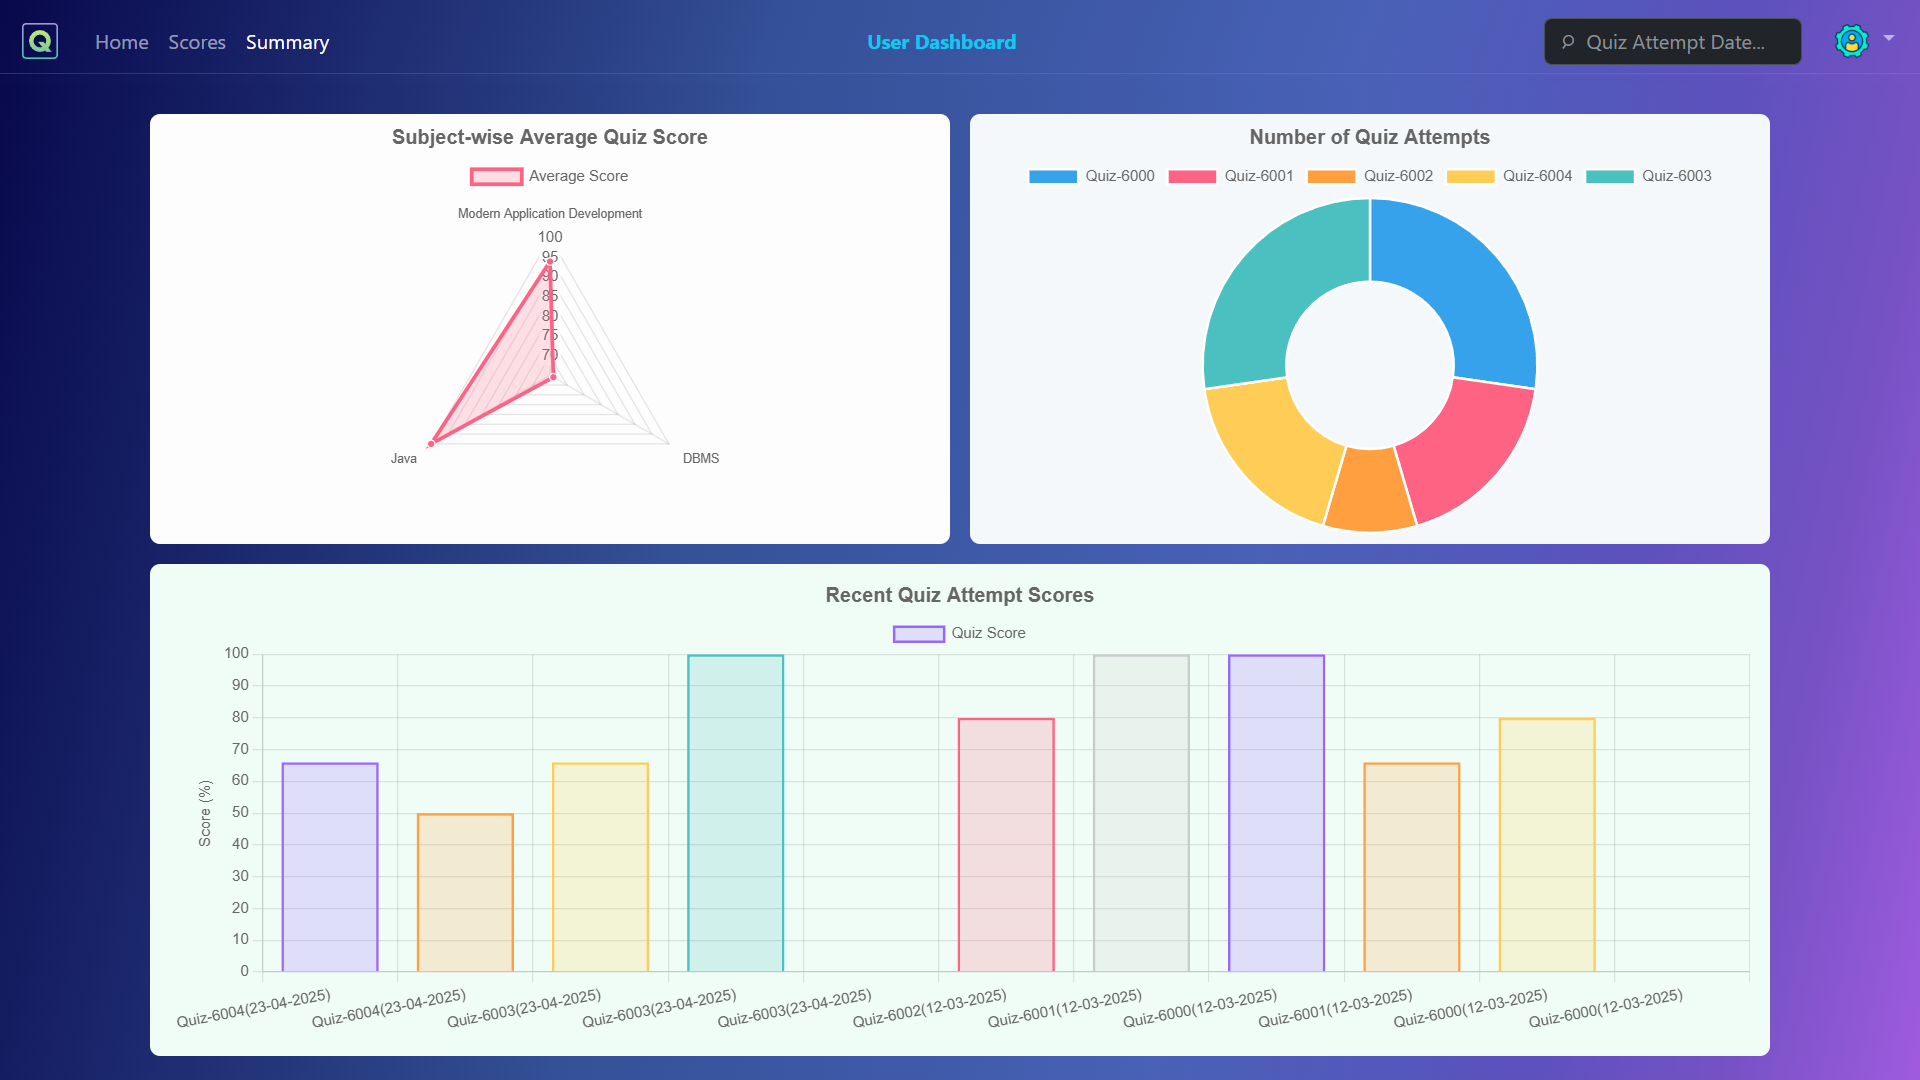 Q
Home
Scores
Summary
User Dashboard
Quiz Attempt Date...
Subject-wise Average Quiz Score
Average Score
Modern Application Development
100
95
90
85
80
75
70
Java
DBMS
Number of Quiz Attempts
Quiz-6000
Quiz-6001
Quiz-6002
Quiz-6004
Quiz-6003
Recent Quiz Attempt Scores
Quiz Score
Score (%)
100
90
80
70
60
50
40
30
20
10
0
Quiz-6004(23-04-2025)
Quiz-6004(23-04-2025)
Quiz-6003(23-04-2025)
Quiz-6003(23-04-2025)
Quiz-6003(23-04-2025)
Quiz-6002(12-03-2025)
Quiz-6001(12-03-2025)
Quiz-6000(12-03-2025)
Quiz-6001(12-03-2025)
Quiz-6000(12-03-2025)
Quiz-6000(12-03-2025)